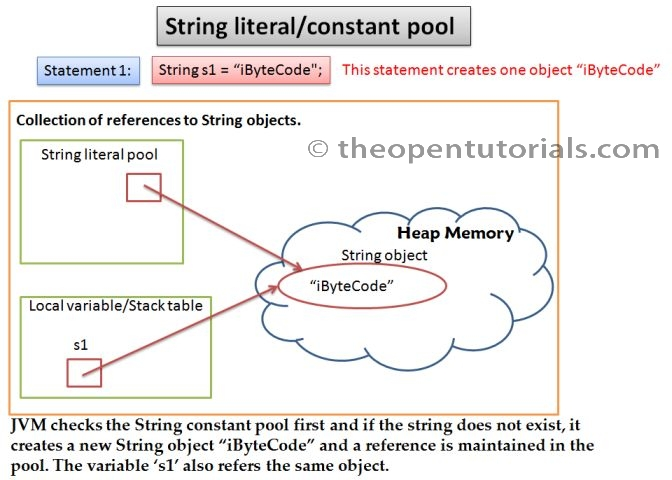 String literal/constant pool
Statement 1:
String s1 = “iByteCode";
This statement creates one object “iByteCode”
Collection of references to String objects.
© theopentutorials.com
String literal pool
Heap Memory
String object
“iByteCode”
Local variable/Stack table
s1
JVM checks the String constant pool first and if the string does not exist, it
creates a new String object “iByteCode” and a reference is maintained in the
pool. The variable ‘s1’ also refers the same object.